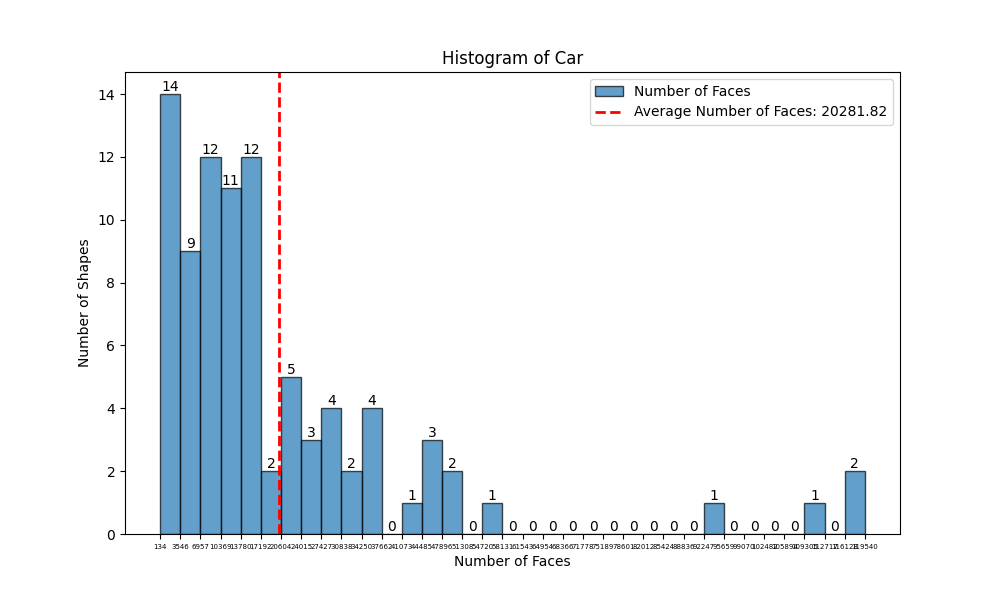 Histogram of Car
Number of Faces
Average Number of Faces: 20281.82
Number of Shapes
14
12
10
8
6
4
2
0
14 9 12 11 12 2 5 3 4 2 4 0 1 3 2 0 1 0 0 0 0 0 0 0 0 0 0 1 0 0 0 0 1 0 2
134 3546 6957 10369 13780 17192 20604 24015 27427 30838 34250 37662 41073 44485 47896 51308 54720 58131 61543 64954 68366 71778 75189 78601 82012 85424 88836 92247 95659 99070 102482 105894 109305 112717 116128 119540
Number of Faces